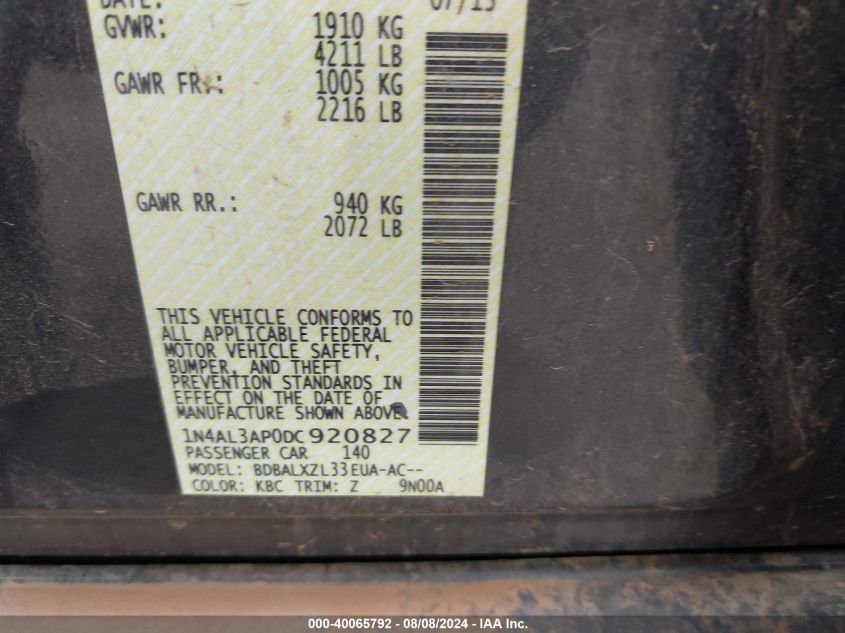 DATE: 07/13
GVWR: 1910 KG
4211 LB
GAWR FR.: 1005 KG
2216 LB
GAWR RR.: 940 KG
2072 LB
THIS VEHICLE CONFORMS TO
ALL APPLICABLE FEDERAL
MOTOR VEHICLE SAFETY,
BUMPER, AND THEFT
PREVENTION STANDARDS IN
EFFECT ON THE DATE OF
MANUFACTURE SHOWN ABOVE
1N4AL3AP0DC920827
PASSENGER CAR 140
MODEL: BDBALXZL33EUA-AC--
COLOR: KBC TRIM: Z 9N00A
000-40065792 - 08/08/2024 - IAA Inc.